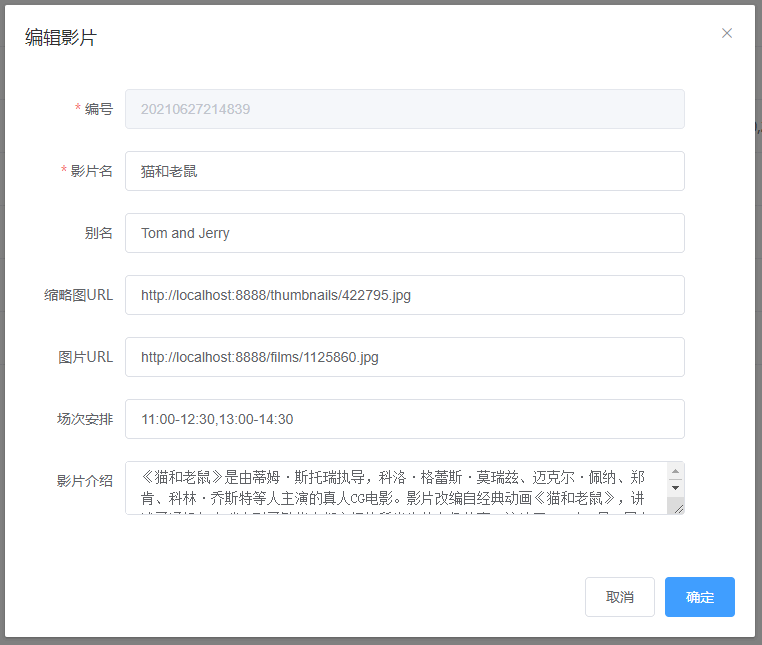 编辑影片
* 编号
20210627214839
* 影片名
猫和老鼠
别名
Tom and Jerry
缩略图URL
http://localhost:8888/thumbnails/422795.jpg
图片URL
http://localhost:8888/films/1125860.jpg
场次安排
11:00-12:30,13:00-14:30
影片介绍
《猫和老鼠》是由蒂姆·斯托瑞执导，科洛·格蕾斯·莫瑞兹、迈克尔·佩纳、郑
肯、科林·乔斯特等人主演的真人CG电影。影片改编自经典动画《猫和老鼠》，讲
取消
确定